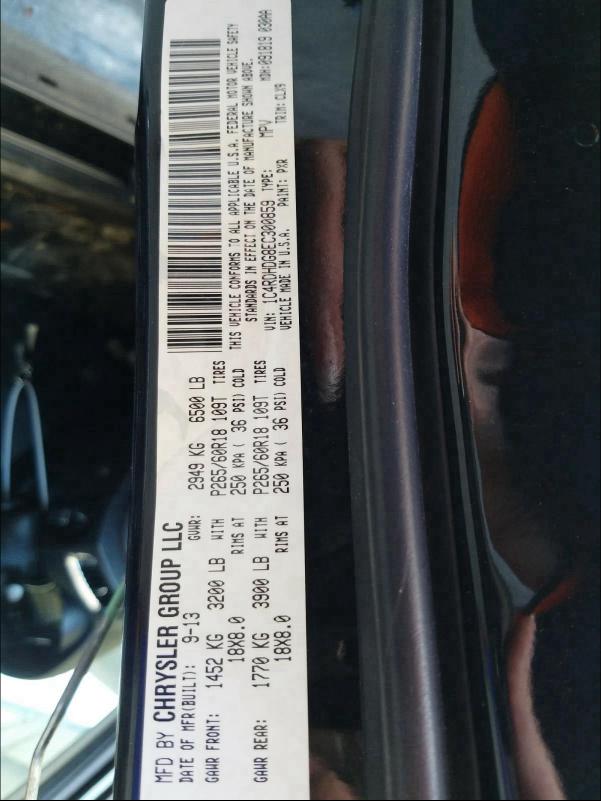 MFD BY CHRYSLER GROUP LLC
DATE OF MFR(BUILT): 9-13 GVWR: 2949 KG 6500 LB
GAWR FRONT: 1452 KG 3200 LB WITH P265/60R18 109T TIRES
18X8.0 RIMS AT 250 KPA ( 36 PSI) COLD
GAWR REAR: 1770 KG 3900 LB WITH P265/60R18 109T TIRES
18X8.0 RIMS AT 250 KPA ( 36 PSI) COLD
THIS VEHICLE CONFORMS TO ALL APPLICABLE U.S.A. FEDERAL MOTOR VEHICLE SAFETY
STANDARDS IN EFFECT ON THE DATE OF MANUFACTURE SHOWN ABOVE.
VIN: 1C4RDHDG8EC300859 TYPE: MPV MDH:091819 030AA
VEHICLE MADE IN U.S.A. PAINT: PXR TRIM: CLX9